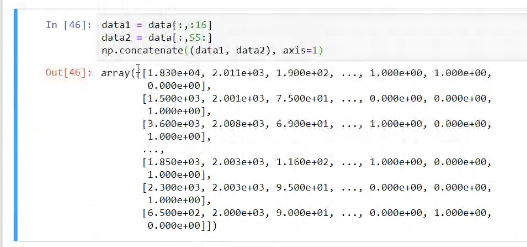 In [46]: data1 = data[:,:16]
data2 = data[:,55:]
np.concatenate((data1, data2), axis=1)
Out[46]: array([[1.830e+04, 2.011e+03, 1.900e+02, ..., 1.000e+00, 1.000e+00,
0.000e+00],
[1.500e+03, 2.001e+03, 7.500e+01, ..., 0.000e+00, 0.000e+00,
1.000e+00],
[3.600e+03, 2.008e+03, 6.900e+01, ..., 1.000e+00, 0.000e+00,
1.000e+00],
...,
[1.850e+03, 2.003e+03, 1.160e+02, ..., 1.000e+00, 0.000e+00,
1.000e+00],
[2.300e+03, 2.003e+03, 9.500e+01, ..., 0.000e+00, 0.000e+00,
1.000e+00],
[6.500e+02, 2.000e+03, 9.000e+01, ..., 0.000e+00, 1.000e+00,
0.000e+00]])